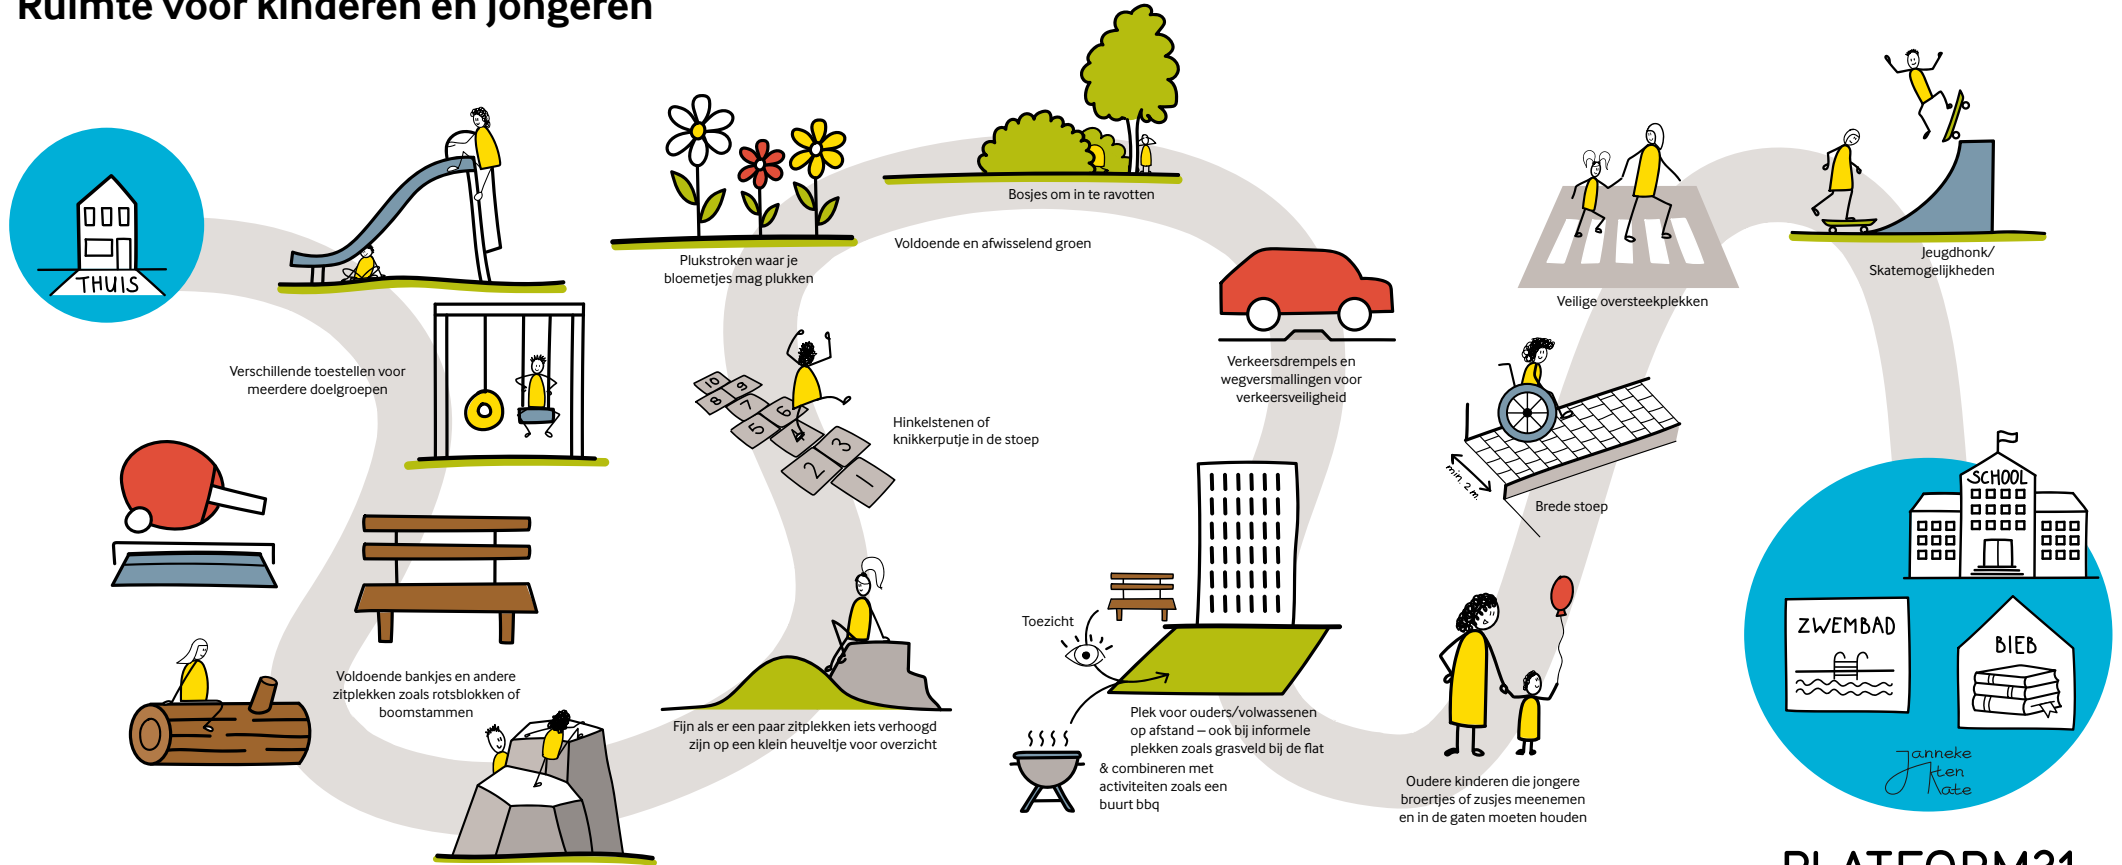 Ruimte voor kinderen en jongeren
THUIS
Verschillende toestellen voor
meerdere doelgroepen
Voldoende bankjes en andere
zitplekken zoals rotsblokken of
boomstammen
Plukstroken waar je
bloemetjes mag plukken
Bosjes om in te ravotten
Voldoende en afwisselend groen
10 9
8 7
6
5 4
3
2
1
Hinkelstenen of
knikkerputje in de stoep
Fijn als er een paar zitplekken iets verhoogd
zijn op een klein heuveltje voor overzicht
Verkeersdrempels en
wegversmallingen voor
verkeersveiligheid
Toezicht
Plek voor ouders/volwassenen
op afstand – ook bij informele
plekken zoals grasveld bij de flat
& combineren met
activiteiten zoals een
buurt bbq
Veilige oversteekplekken
min. 2 m.
Brede stoep
Oudere kinderen die jongere
broertjes of zusjes meenemen
en in de gaten moeten houden
Jeugdhonk/
Skatemogelijkheden
SCHOOL
ZWEMBAD
BIEB
Janneke
ten
Kate
PLATFORM31